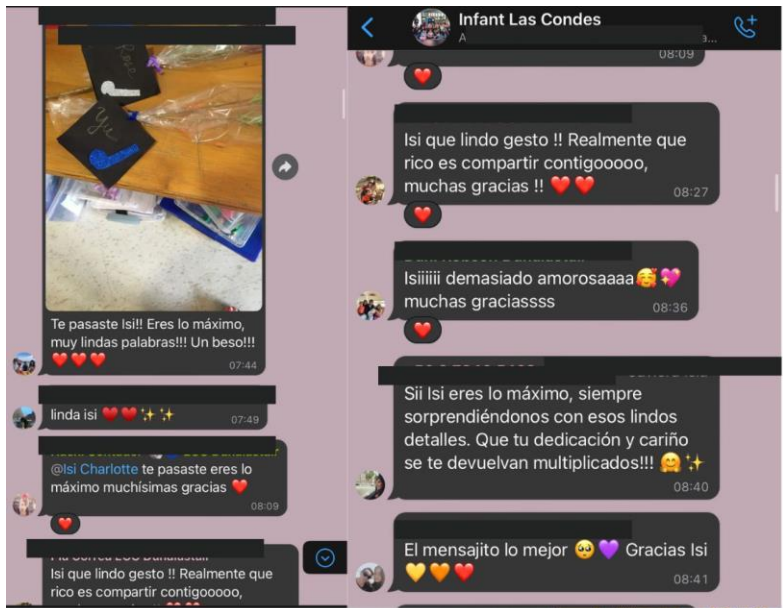 Rose
Yu
Te pasaste Isi!! Eres lo máximo,
muy lindas palabras!!! Un beso!!!
❤️❤️❤️
07:44
linda isi ❤️❤️✨✨
07:49
@Isi Charlotte te pasaste eres lo
máximo muchísimas gracias ❤️
08:09
Isi que lindo gesto !! Realmente que
rico es compartir contigooooo,
Infant Las Condes
08:09
Isi que lindo gesto !! Realmente que
rico es compartir contigooooo,
muchas gracias !! ❤️❤️
08:27
Isiiiiii demasiado amorosaaaa🥰💖
muchas graciassss
08:36
Sii Isi eres lo máximo, siempre
sorprendiéndonos con esos lindos
detalles. Que tu dedicación y cariño
se te devuelvan multiplicados!!! 🤗✨
08:40
El mensajito lo mejor 🥺💜 Gracias Isi
💛🧡❤️
08:41